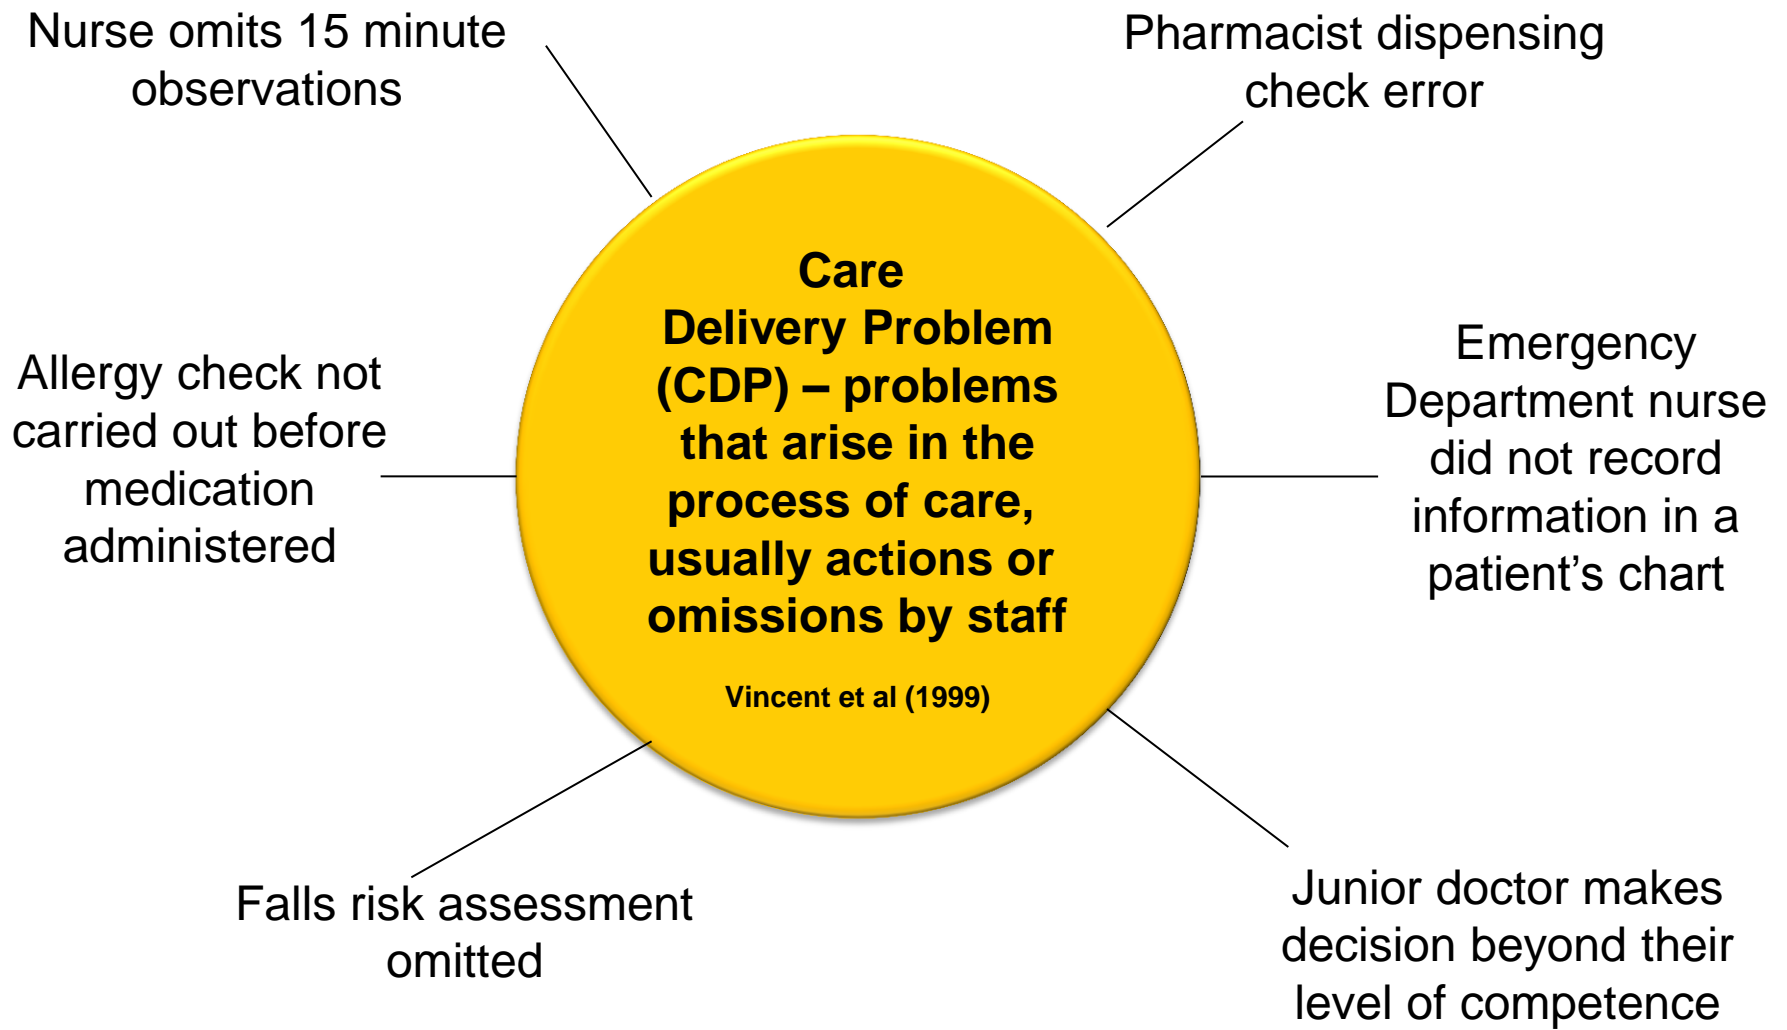 Nurse omits 15 minute
observations
Pharmacist dispensing
check error
Care
Delivery Problem
(CDP) – problems
that arise in the
process of care,
usually actions or
omissions by staff
Vincent et al (1999)
Allergy check not
carried out before
medication
administered
Emergency
Department nurse
did not record
information in a
patient’s chart
Falls risk assessment
omitted
Junior doctor makes
decision beyond their
level of competence